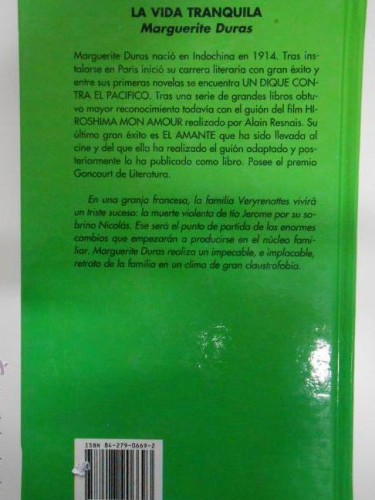 LA VIDA TRANQUILA
Marguerite Duras
Marguerite Duras nació en Indochina en 1914. Tras ins-
talarse en Paris inició su carrera literaria con gran éxito y
entre sus primeras novelas se encuentra UN DIQUE CON-
TRA EL PACIFICO. Tras una serie de grandes libros obtu-
vo mayor reconocimiento todavía con el guión del film HI-
ROSHIMA MON AMOUR realizado por Alain Resnais. Su
último gran éxito es EL AMANTE que ha sido llevada al
cine y del que ella ha realizado el guión adaptado y pos-
teriormente lo ha publicado como libro. Posee el premio
Goncourt de Literatura.
En una granja francesa, la familia Veryrenattes vivirá
un triste suceso: la muerte violenta de tío Jerome por su so-
brino Nicolás. Ese será el punto de partida de los enormes
cambios que empezarán a producirse en el núcleo fami-
liar. Marguerite Duras realiza un impecable, e implacable,
retrato de la familia en un clima de gran claustrofobia.
ISBN 84-279-0669-2